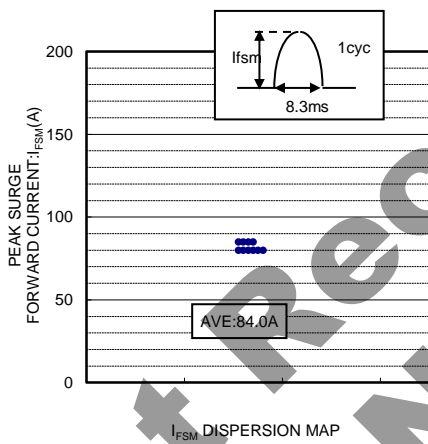 PEAK SURGE
FORWARD CURRENT:IFSM(A)
200
150
100
50
0
Ifsm
1cyc
8.3ms
AVE:84.0A
IFSM DISPERSION MAP
t Rec